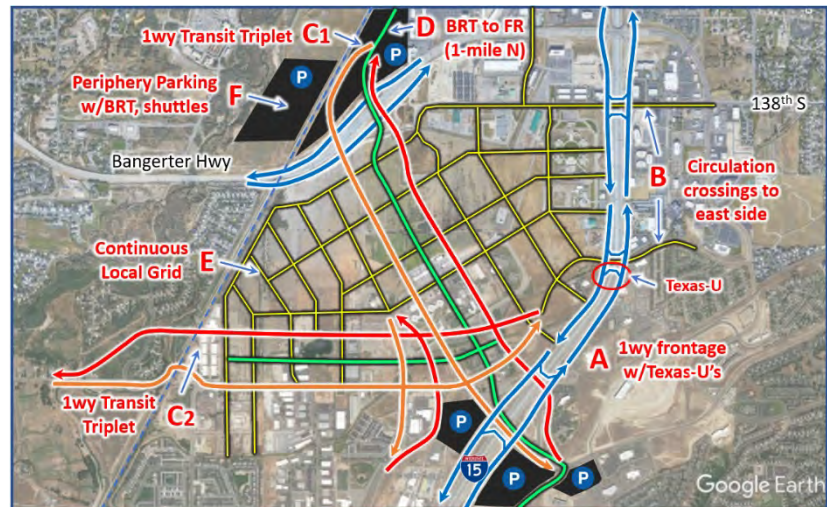 1wy Transit Triplet C1
D BRT to FR
(1-mile N)
P
P
Periphery Parking
w/BRT, shuttles
F
138th S
Bangerter Hwy
B
Circulation
crossings to
east side
Continuous
Local Grid
E
Texas-U
A
1wy frontage
w/Texas-U's
1wy Transit
Triplet
C2
P
INTERSTATE
15
P
P
Google Earth